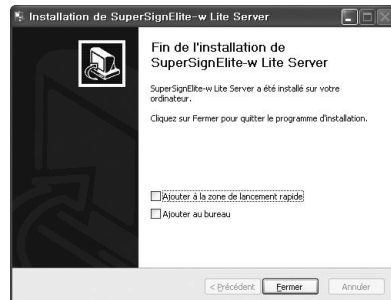 Installation de SuperSignElite-w Lite Server
Fin de l'installation de
SuperSignElite-w Lite Server
SuperSignElite-w Lite Server a été installé sur votre
ordinateur.
Cliquez sur Fermer pour quitter le programme d'installation.
Ajouter à la zone de lancement rapide
Ajouter au bureau
< Précédent
Fermer
Annuler